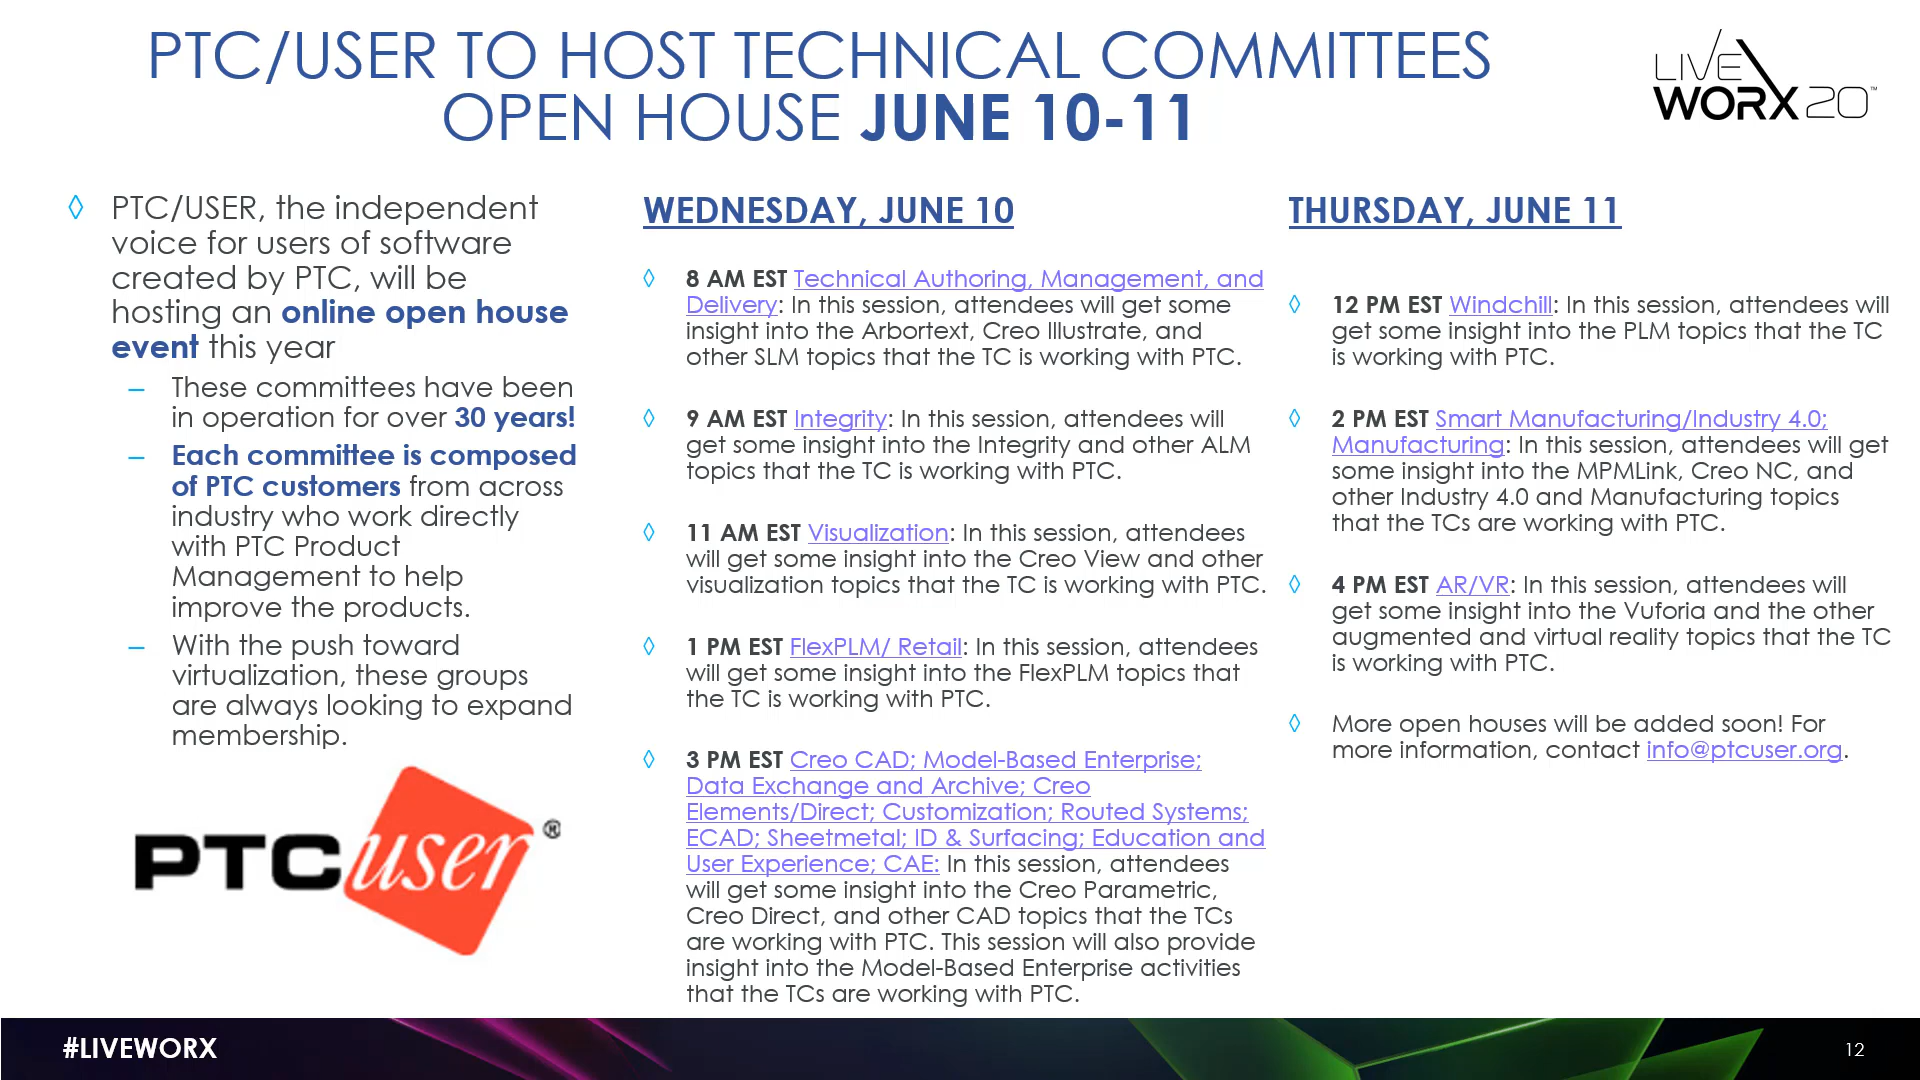 PTC/USER TO HOST TECHNICAL COMMITTEES
OPEN HOUSE JUNE 10-11
LIVE
WORX 20™
◊ PTC/USER, the independent
voice for users of software
created by PTC, will be
hosting an online open house
event this year
– These committees have been
in operation for over 30 years!
– Each committee is composed
of PTC customers from across
industry who work directly
with PTC Product
Management to help
improve the products.
– With the push toward
virtualization, these groups
are always looking to expand
membership.
PTC user ®
WEDNESDAY, JUNE 10
◊ 8 AM EST Technical Authoring, Management, and
Delivery: In this session, attendees will get some
insight into the Arbortext, Creo Illustrate, and
other SLM topics that the TC is working with PTC.
◊ 9 AM EST Integrity: In this session, attendees will
get some insight into the Integrity and other ALM
topics that the TC is working with PTC.
◊ 11 AM EST Visualization: In this session, attendees
will get some insight into the Creo View and other
visualization topics that the TC is working with PTC.
◊ 1 PM EST FlexPLM/ Retail: In this session, attendees
will get some insight into the FlexPLM topics that
the TC is working with PTC.
◊ 3 PM EST Creo CAD; Model-Based Enterprise;
Data Exchange and Archive; Creo
Elements/Direct; Customization; Routed Systems;
ECAD; Sheetmetal; ID & Surfacing; Education and
User Experience; CAE: In this session, attendees
will get some insight into the Creo Parametric,
Creo Direct, and other CAD topics that the TCs
are working with PTC. This session will also provide
insight into the Model-Based Enterprise activities
that the TCs are working with PTC.
THURSDAY, JUNE 11
◊ 12 PM EST Windchill: In this session, attendees will
get some insight into the PLM topics that the TC
is working with PTC.
◊ 2 PM EST Smart Manufacturing/Industry 4.0;
Manufacturing: In this session, attendees will get
some insight into the MPMLink, Creo NC, and
other Industry 4.0 and Manufacturing topics
that the TCs are working with PTC.
◊ 4 PM EST AR/VR: In this session, attendees will
get some insight into the Vuforia and the other
augmented and virtual reality topics that the TC
is working with PTC.
◊ More open houses will be added soon! For
more information, contact info@ptcuser.org.
#LIVEWORX
12